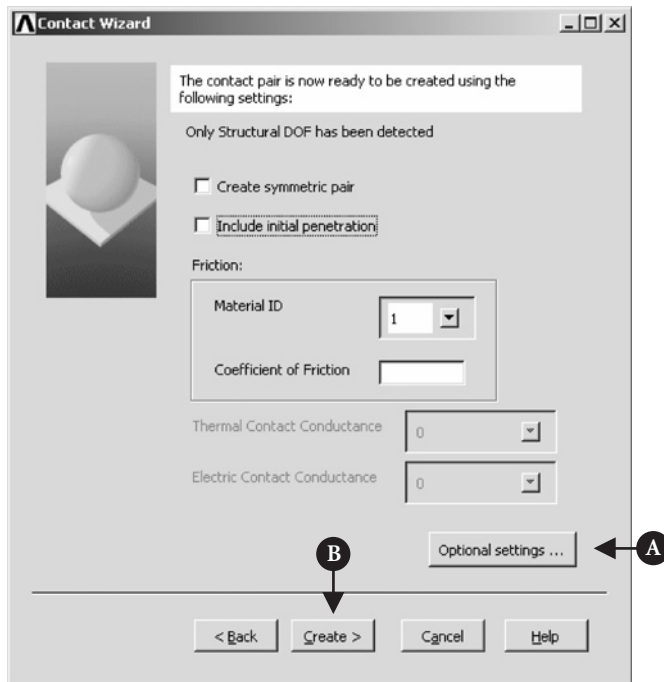 Contact Wizard
The contact pair is now ready to be created using the
following settings:
Only Structural DOF has been detected
Create symmetric pair
Include initial penetration
Friction:
Material ID
1
Coefficient of Friction
Thermal Contact Conductance
0
Electric Contact Conductance
0
Optional settings ...
A
B
< Back
Create >
Cancel
Help